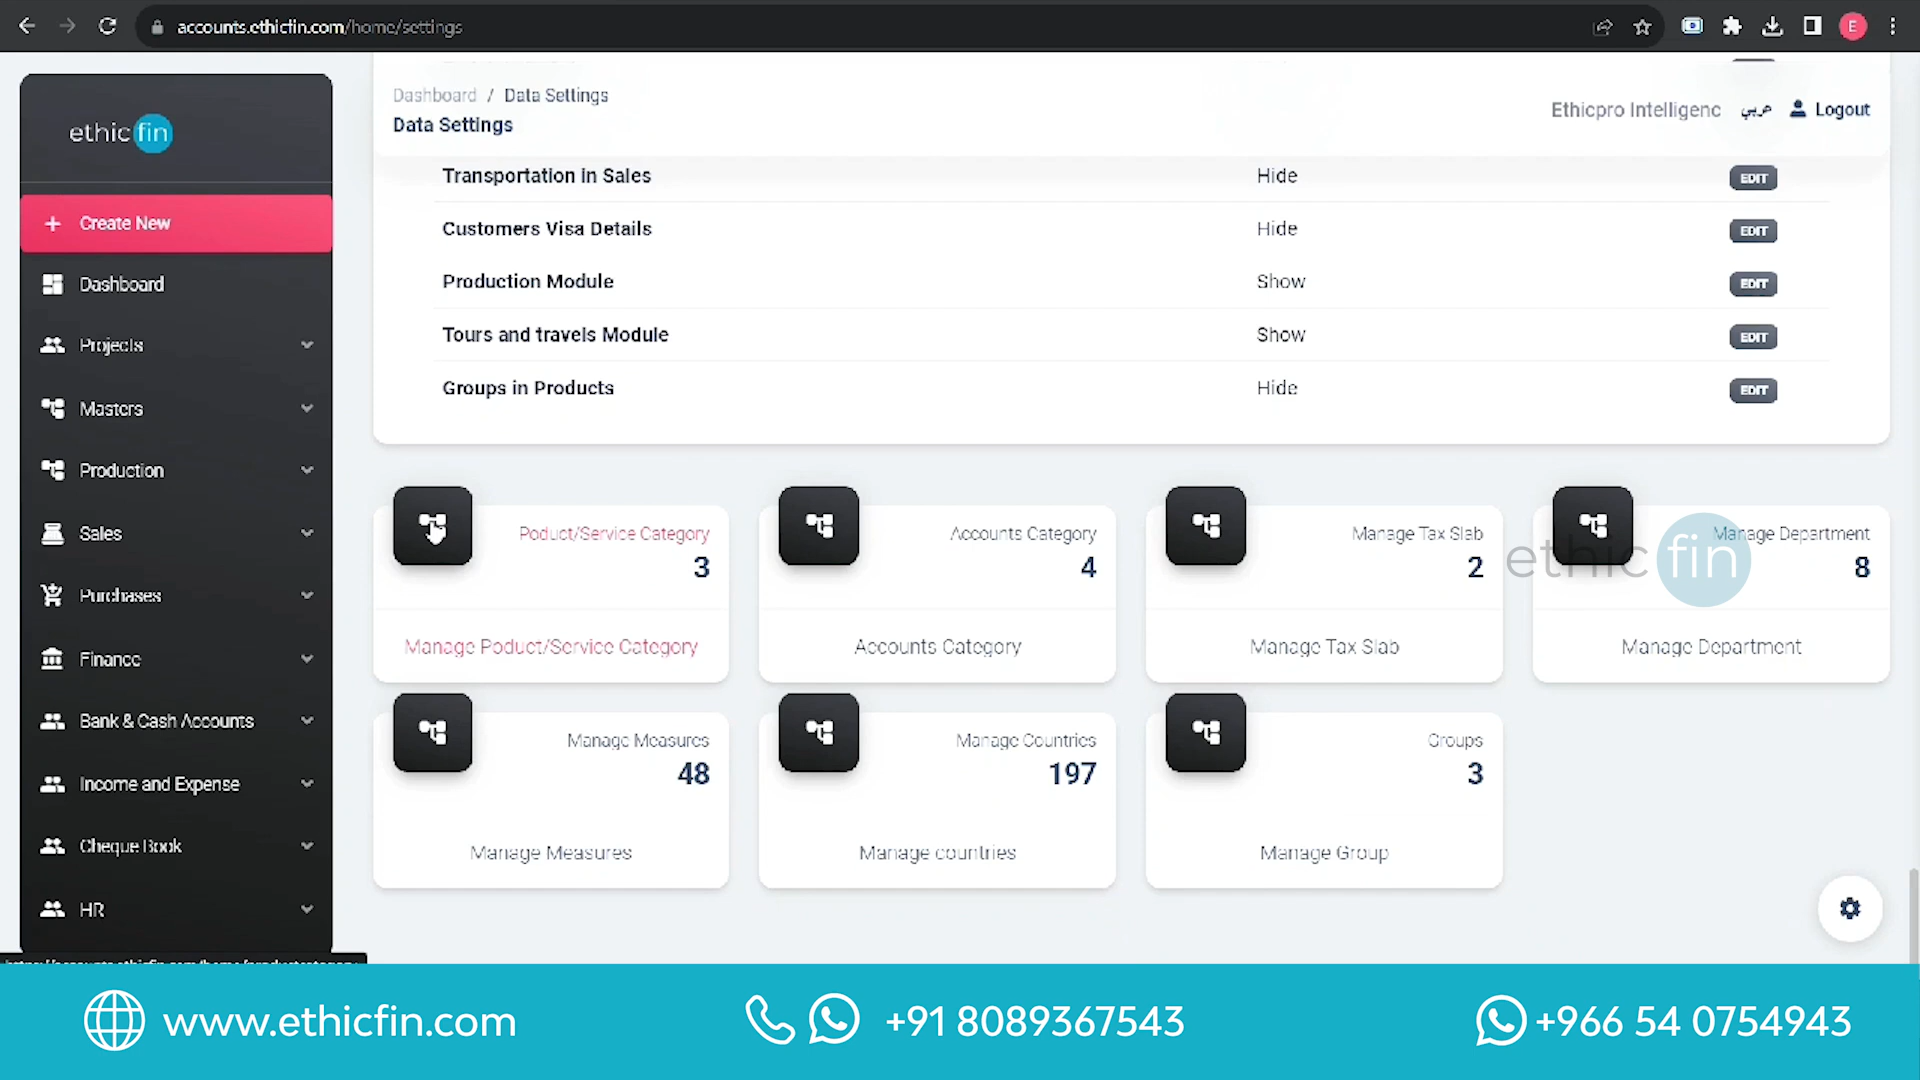 accounts.ethicfin.com/home/settings
E
ethic fin
Dashboard / Data Settings
Data Settings
Ethicpro Intelligenc عربي Logout
+ Create New
Dashboard
Projects
Masters
Production
Sales
Purchases
Finance
Bank & Cash Accounts
Income and Expense
Cheque Book
HR
Transportation in Sales Hide EDIT
Customers Visa Details Hide EDIT
Production Module Show EDIT
Tours and travels Module Show EDIT
Groups in Products Hide EDIT
Poduct/Service Category
3
Manage Poduct/Service Category
Accounts Category
4
Accounts Category
Manage Tax Slab
2
Manage Tax Slab
Manage Department
8
Manage Department
ethic fin
Manage Measures
48
Manage Measures
Manage Countries
197
Manage countries
Groups
3
Manage Group
www.ethicfin.com
+91 8089367543
+966 54 0754943